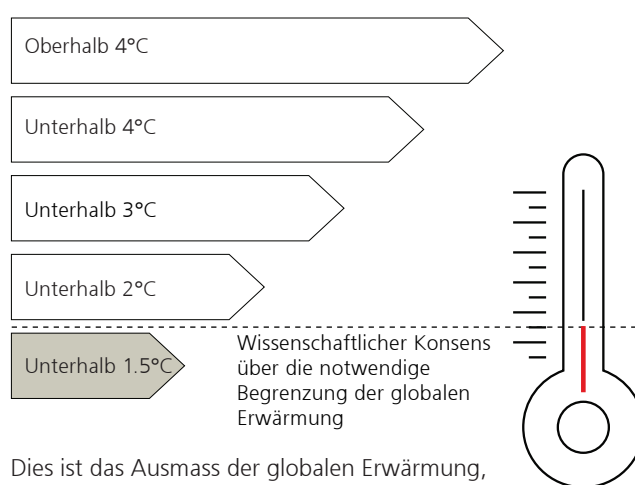 Oberhalb 4°C
Unterhalb 4°C
Unterhalb 3°C
Unterhalb 2°C
Unterhalb 1.5°C
Wissenschaftlicher Konsens
über die notwendige
Begrenzung der globalen
Erwärmung
Dies ist das Ausmass der globalen Erwärmung,